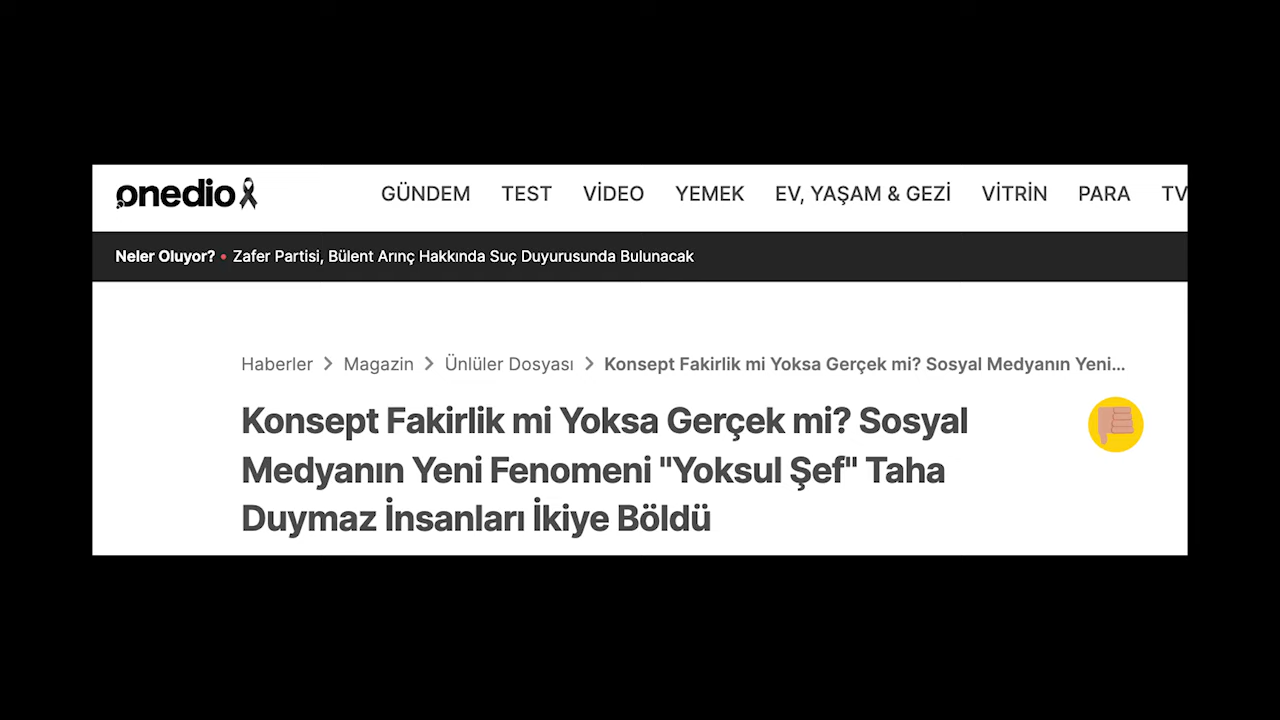 onedio
GÜNDEM TEST VİDEO YEMEK EV, YAŞAM & GEZİ VİTRİN PARA TV
Neler Oluyor? • Zafer Partisi, Bülent Arınç Hakkında Suç Duyurusunda Bulunacak
Haberler > Magazin > Ünlüler Dosyası > Konsept Fakirlik mi Yoksa Gerçek mi? Sosyal Medyanın Yeni...
Konsept Fakirlik mi Yoksa Gerçek mi? Sosyal
Medyanın Yeni Fenomeni "Yoksul Şef" Taha
Duymaz İnsanları İkiye Böldü